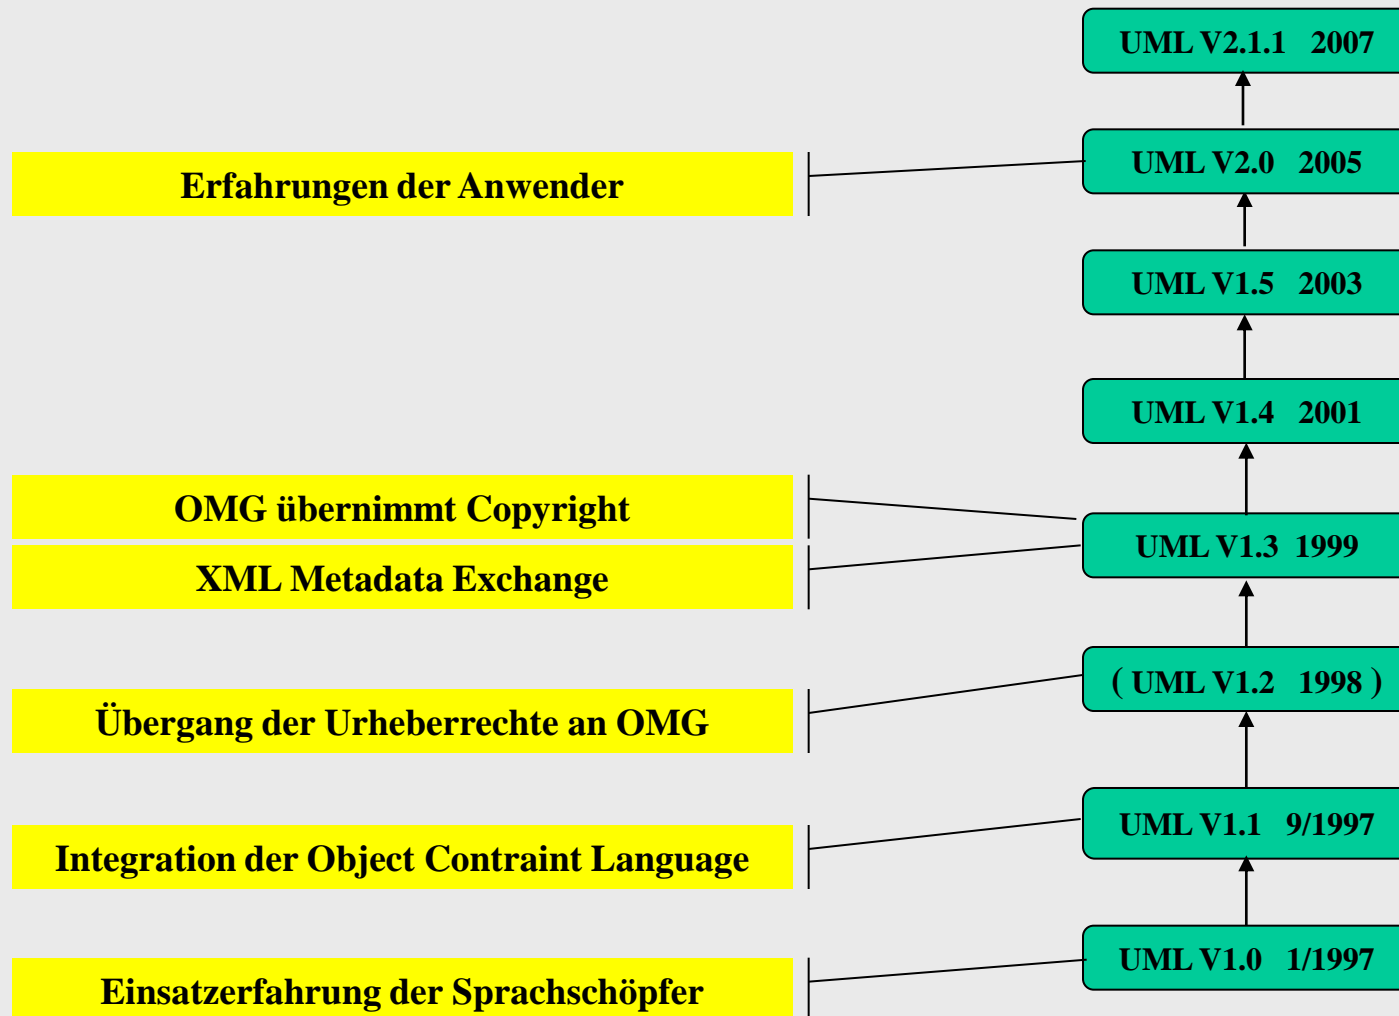 UML V2.1.1 2007
Erfahrungen der Anwender
UML V2.0 2005
UML V1.5 2003
UML V1.4 2001
OMG übernimmt Copyright
UML V1.3 1999
XML Metadata Exchange
( UML V1.2 1998 )
Übergang der Urheberrechte an OMG
UML V1.1 9/1997
Integration der Object Contraint Language
UML V1.0 1/1997
Einsatzerfahrung der Sprachschöpfer